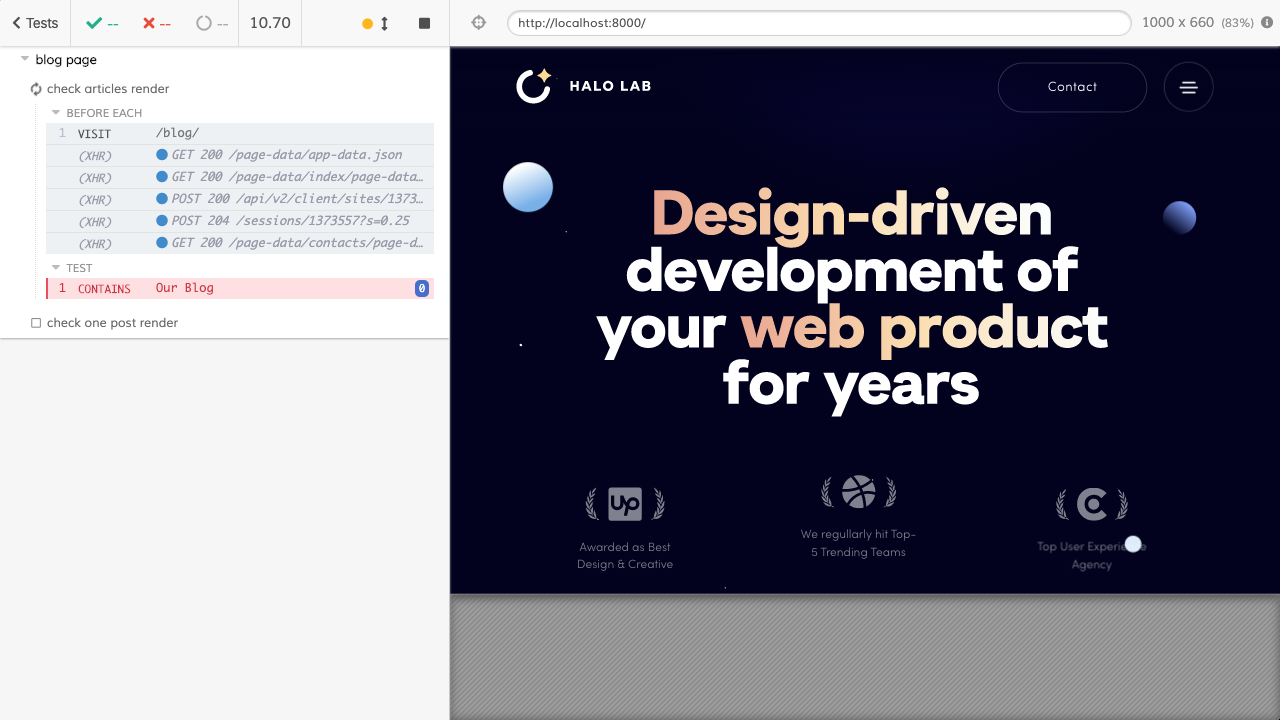 Tests
--
--
--
10.70
http://localhost:8000/
1000 x 660 (83%)
blog page
check articles render
BEFORE EACH
1 VISIT /blog/
(XHR) GET 200 /page-data/app-data.json
(XHR) GET 200 /page-data/index/page-data…
(XHR) POST 200 /api/v2/client/sites/1373…
(XHR) POST 204 /sessions/1373557?s=0.25
(XHR) GET 200 /page-data/contacts/page-d…
TEST
1 CONTAINS Our Blog 0
check one post render
HALO LAB
Contact
Design-driven
development of
your web product
for years
Up
Awarded as Best
Design & Creative
We regullarly hit Top-
5 Trending Teams
Top User Experience
Agency